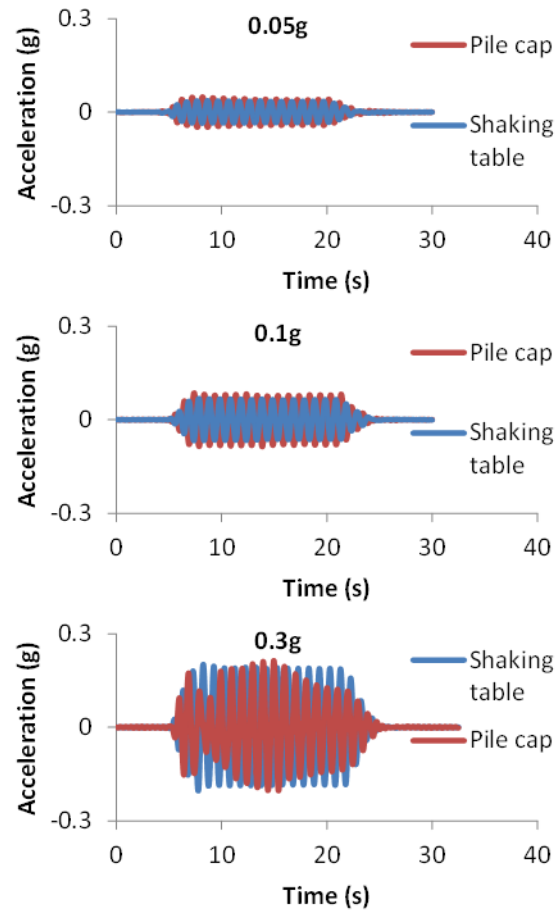 0.05g
0.3
0
-0.3
Acceleration (g)
0 10 20 30 40
Time (s)
Pile cap
Shaking
table
0.1g
0.3
0
-0.3
Acceleration (g)
0 10 20 30 40
Time (s)
Pile cap
Shaking
table
0.3g
0.3
0
-0.3
Acceleration (g)
0 10 20 30 40
Time (s)
Shaking
table
Pile cap